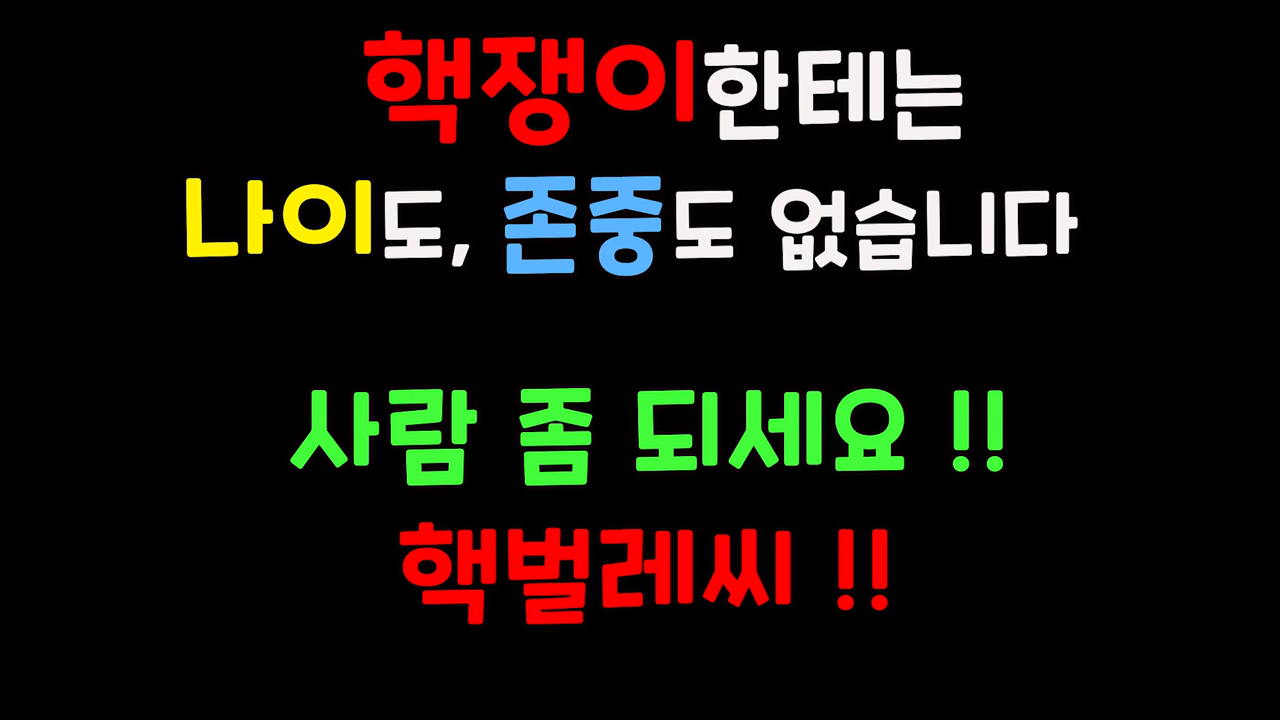 핵쟁이한테는
나이도, 존중도 없습니다
사람 좀 되세요 !!
핵벌레씨 !!